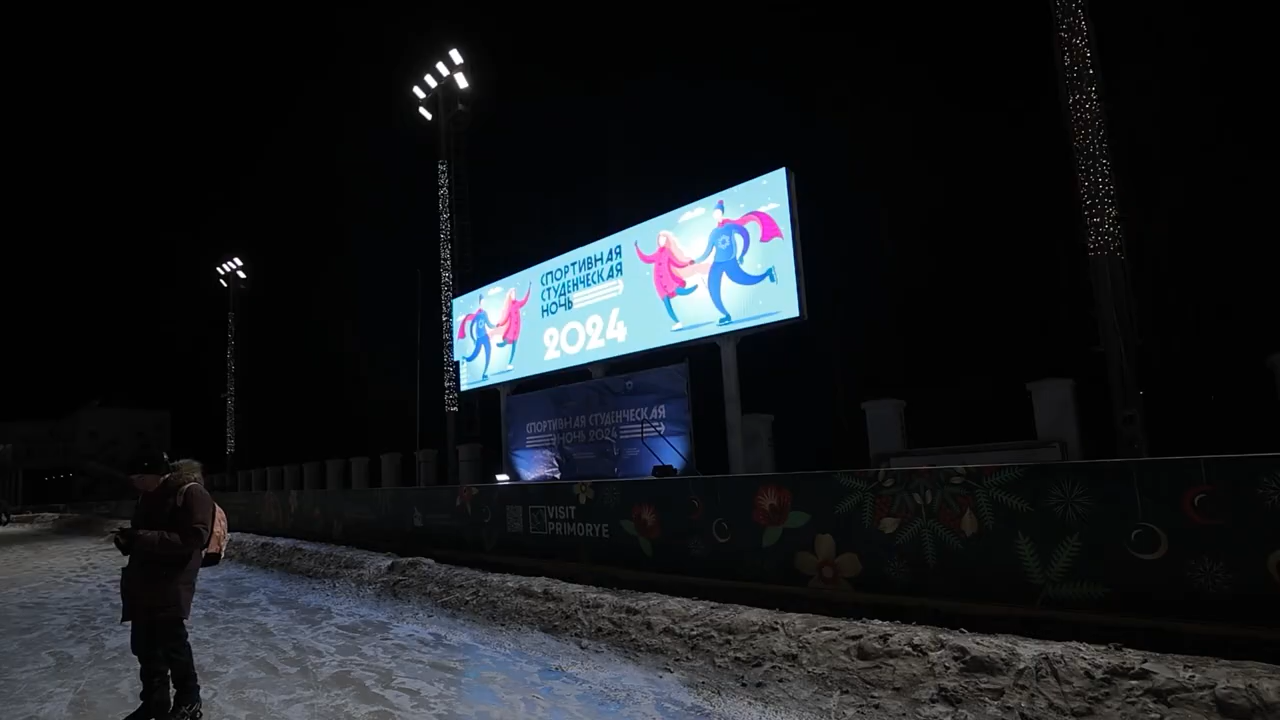 СПОРТИВНАЯ
СТУДЕНЧЕСКАЯ
НОЧЬ
2024
СПОРТИВНАЯ СТУДЕНЧЕСКАЯ
НОЧЬ 2024
VISIT
PRIMORYE